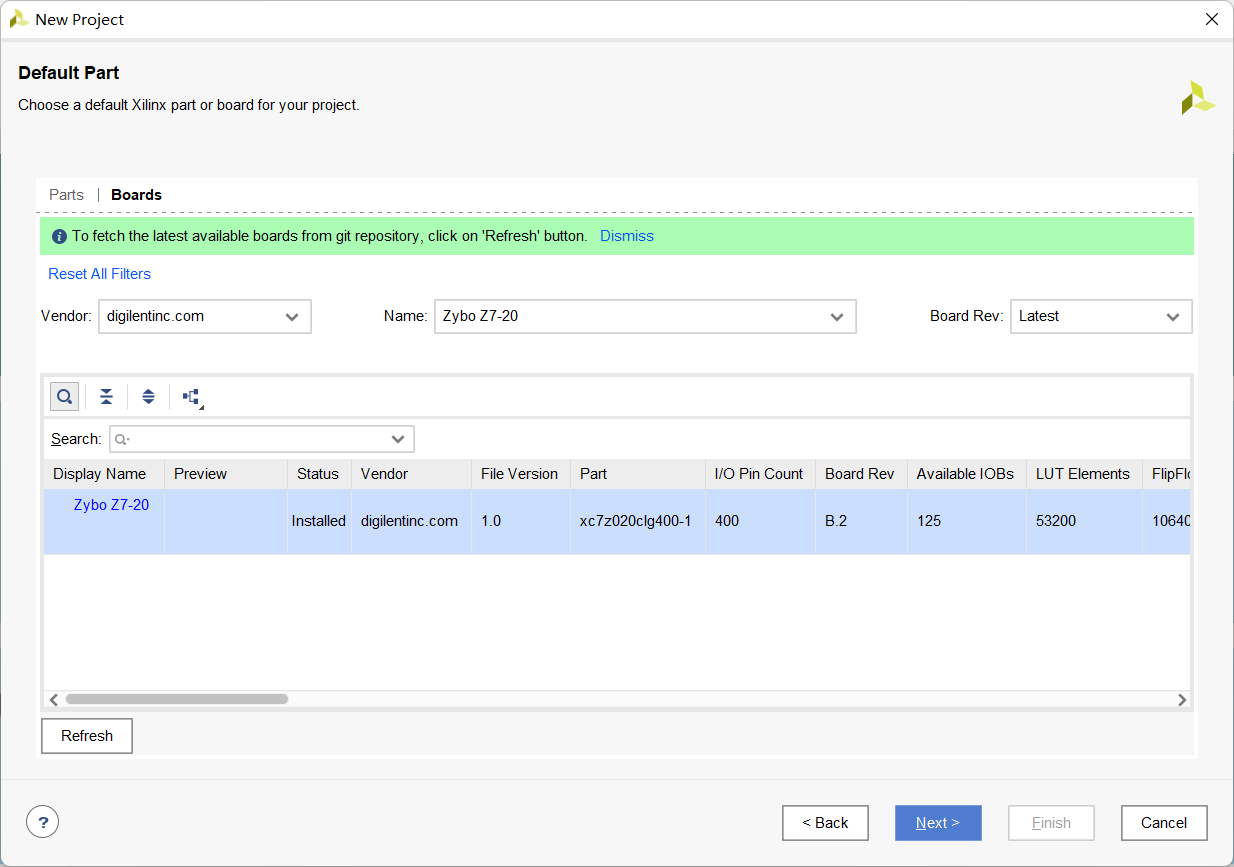 New Project
Default Part
Choose a default Xilinx part or board for your project.
Parts | Boards
To fetch the latest available boards from git repository, click on 'Refresh' button. Dismiss
Reset All Filters
Vendor: digilentinc.com Name: Zybo Z7-20 Board Rev: Latest
Search:
Display Name Preview Status Vendor File Version Part I/O Pin Count Board Rev Available IOBs LUT Elements FlipFlo
Zybo Z7-20 Installed digilentinc.com 1.0 xc7z020clg400-1 400 B.2 125 53200 10640
Refresh
? < Back Next > Finish Cancel